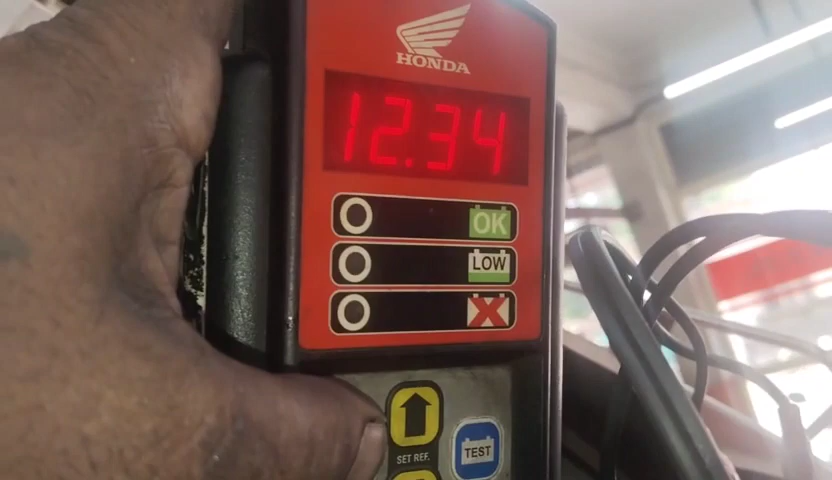 HONDA
12.34
OK
LOW
SET REF.
TEST